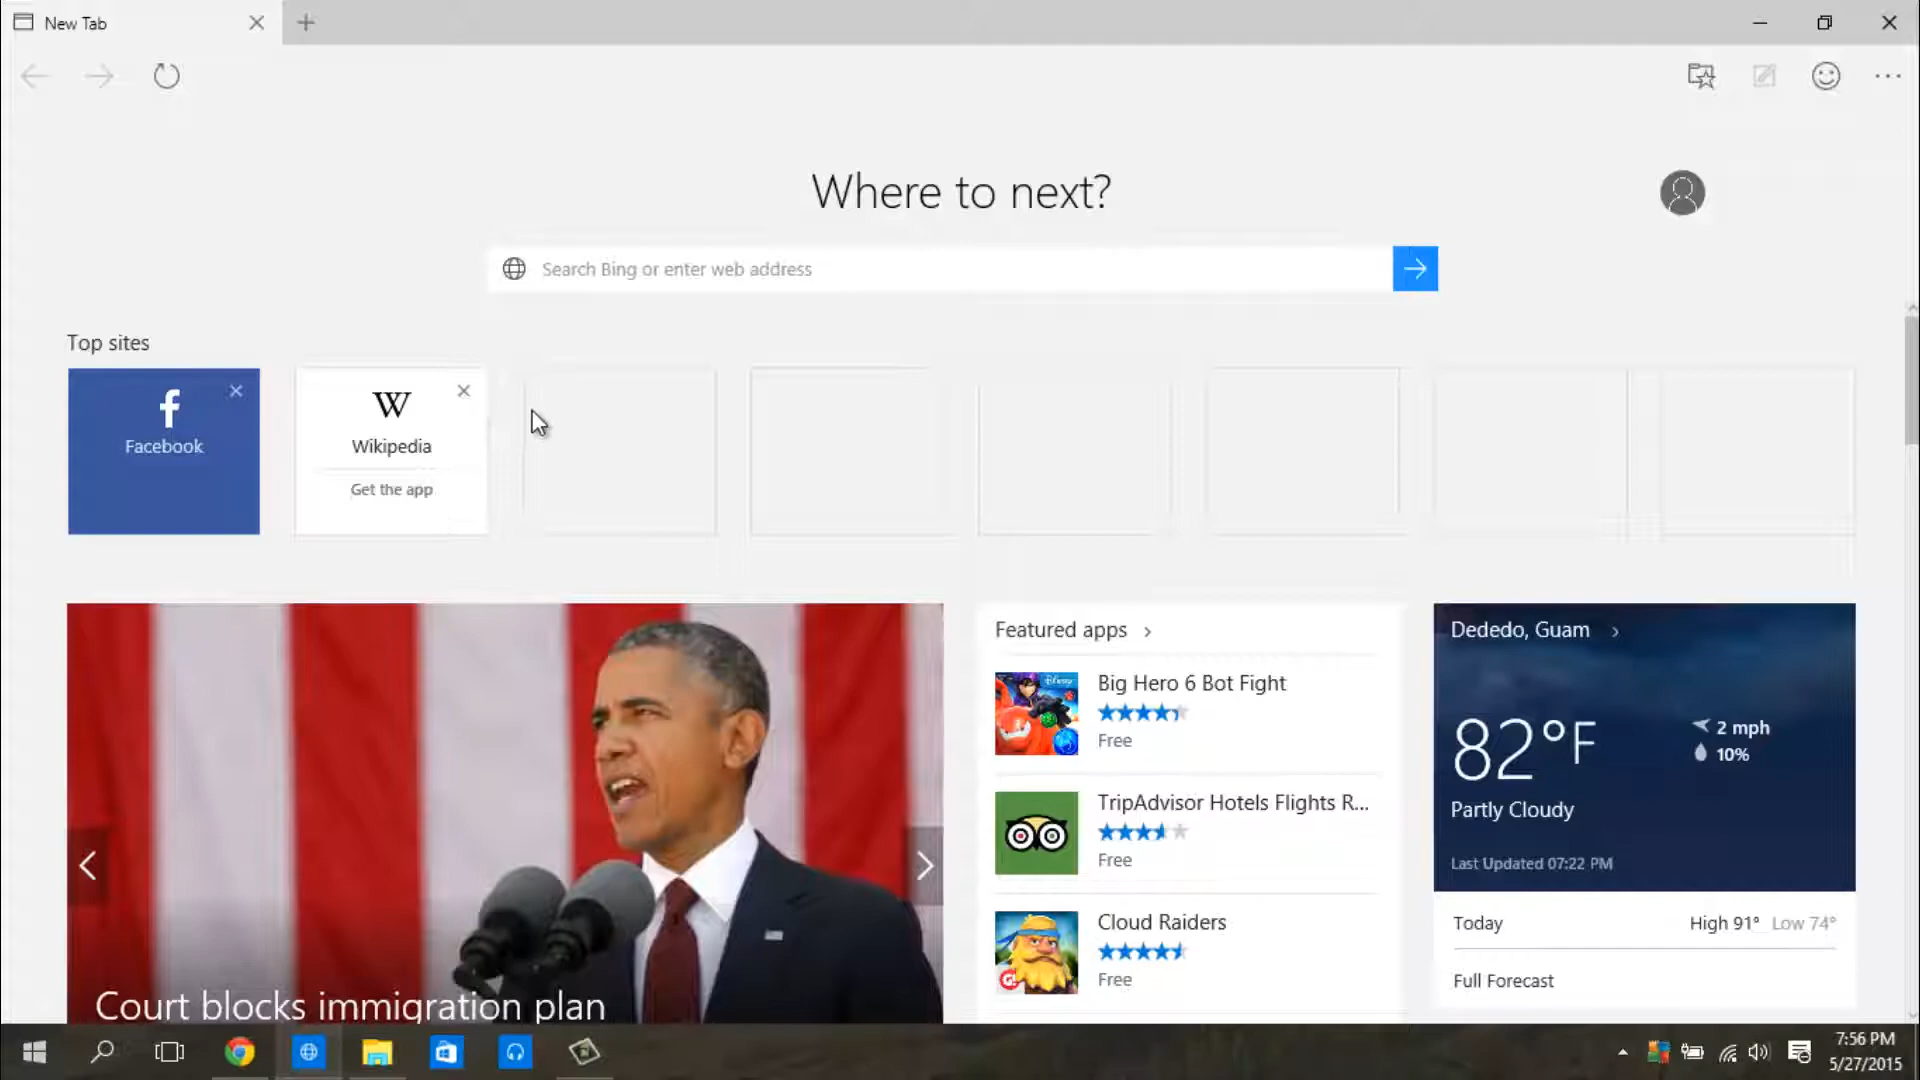 New Tab
Where to next?
Search Bing or enter web address
Top sites
f
Facebook
W
Wikipedia
Get the app
Court blocks immigration plan
Featured apps
Disney
Big Hero 6 Bot Fight
Free
TripAdvisor Hotels Flights R...
Free
Cloud Raiders
Free
Dededo, Guam
82°F
2 mph
10%
Partly Cloudy
Last Updated 07:22 PM
Today
High 91° Low 74°
Full Forecast
7:56 PM
5/27/2015